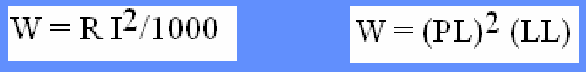 W = R I²/1000
W = (PL)² (LL)